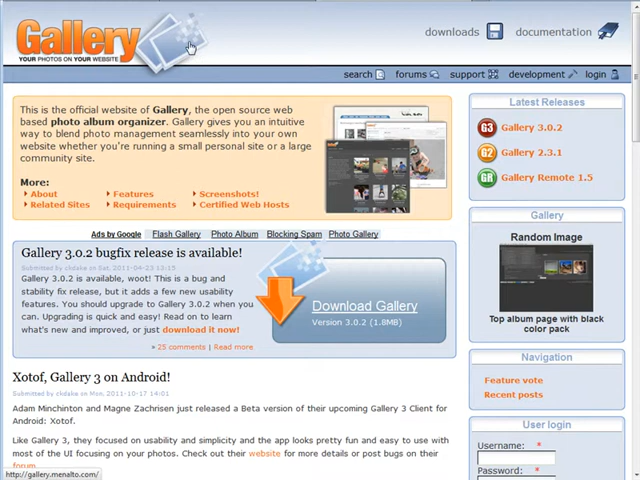 Gallery
YOUR PHOTOS ON YOUR WEBSITE
downloads
documentation
search
forums
support
development
login
This is the official website of Gallery, the open source web
based photo album organizer. Gallery gives you an intuitive
way to blend photo management seamlessly into your own
website whether you're running a small personal site or a large
community site.
More:
About
Features
Screenshots!
Related Sites
Requirements
Certified Web Hosts
Latest Releases
G3 Gallery 3.0.2
G2 Gallery 2.3.1
GR Gallery Remote 1.5
Gallery
Random Image
Top album page with black
color pack
Ads by Google
Flash Gallery
Photo Album
Blocking Spam
Photo Gallery
Gallery 3.0.2 bugfix release is available!
Submitted by ckdake on Sat, 2011-04-23 13:15
Gallery 3.0.2 is available, woot! This is a bug and
stability fix release, but it adds a few new usability
features. You should upgrade to Gallery 3.0.2 when you
can. Upgrading is quick and easy! Read on to learn
what's new and improved, or just download it now!
» 25 comments | Read more
Download Gallery
Version 3.0.2 (1.8MB)
Navigation
Feature vote
Recent posts
Xotof, Gallery 3 on Android!
Submitted by ckdake on Mon, 2011-10-17 14:01
Adam Minchinton and Magne Zachrisen just released a Beta version of their upcoming Gallery 3 Client for
Android: Xotof.
Like Gallery 3, they focused on usability and simplicity and the app looks pretty fun and easy to use with
most of the UI focusing on your photos. Check out their website for more details or post bugs on their
forum.
User login
Username: *
Password: *
http://gallery.menalto.com/